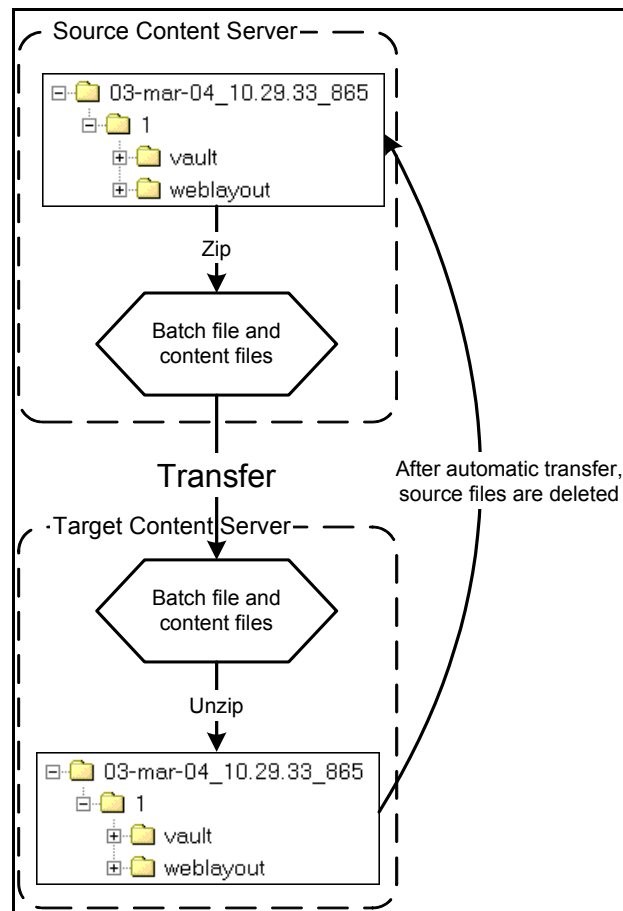 Source Content Server
03-mar-04_10.29.33_865
1
vault
weblayout
Zip
Batch file and
content files
Transfer
After automatic transfer,
source files are deleted
Target Content Server
Batch file and
content files
Unzip
03-mar-04_10.29.33_865
1
vault
weblayout